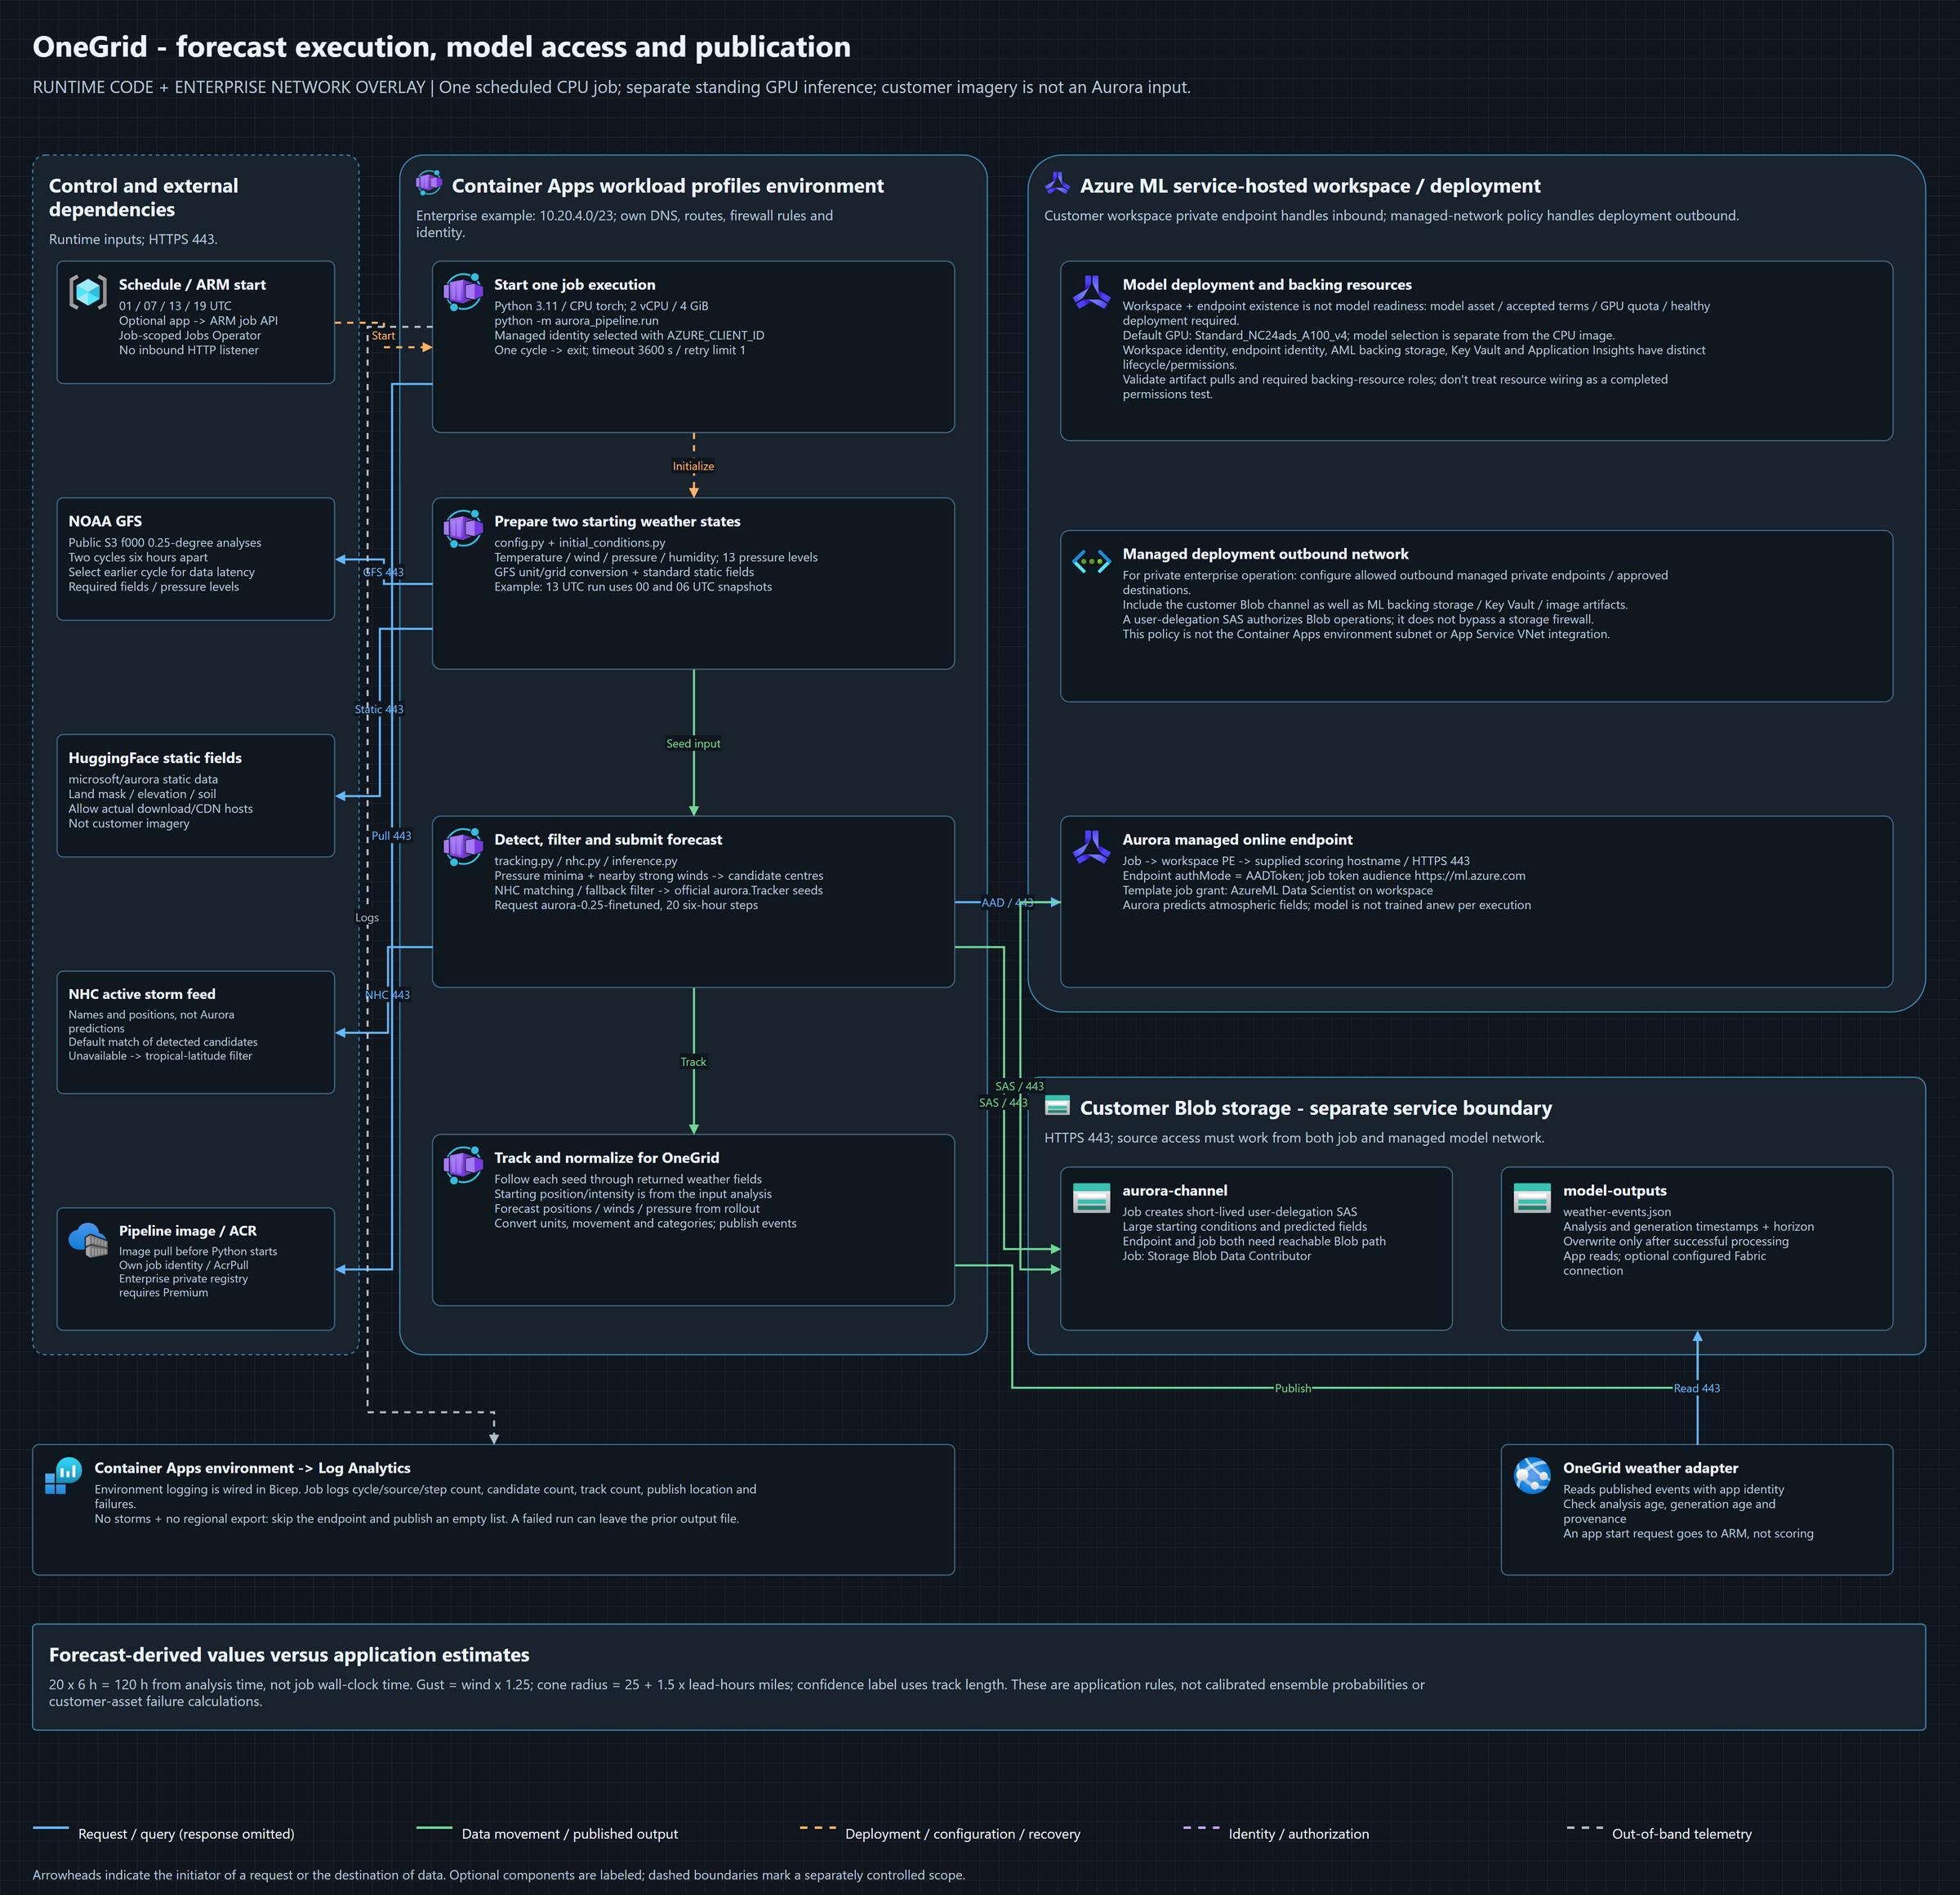 OneGrid - forecast execution, model access and publication
RUNTIME CODE + ENTERPRISE NETWORK OVERLAY | One scheduled CPU job; separate standing GPU inference; customer imagery is not an Aurora input.
Control and external
dependencies
Runtime inputs; HTTPS 443.
Schedule / ARM start
01 / 07 / 13 / 19 UTC
Optional app -> ARM job API
Job-scoped Jobs Operator
No inbound HTTP listener
NOAA GFS
Public S3 f000 0.25-degree analyses
Two cycles six hours apart
Select earlier cycle for data latency
Required fields / pressure levels
HuggingFace static fields
microsoft/aurora static data
Land mask / elevation / soil
Allow actual download/CDN hosts
Not customer imagery
NHC active storm feed
Names and positions, not Aurora
predictions
Default match of detected candidates
Unavailable -> tropical-latitude filter
Pipeline image / ACR
Image pull before Python starts
Own job identity / AcrPull
Enterprise private registry
requires Premium
Start
GFS 443
Static 443
Pull 443
Logs
NHC 443
Container Apps workload profiles environment
Enterprise example: 10.20.4.0/23; own DNS, routes, firewall rules and
identity.
Start one job execution
Python 3.11 / CPU torch; 2 vCPU / 4 GiB
python -m aurora_pipeline.run
Managed identity selected with AZURE_CLIENT_ID
One cycle -> exit; timeout 3600 s / retry limit 1
Initialize
Prepare two starting weather states
config.py + initial_conditions.py
Temperature / wind / pressure / humidity; 13 pressure levels
GFS unit/grid conversion + standard static fields
Example: 13 UTC run uses 00 and 06 UTC snapshots
Seed input
Detect, filter and submit forecast
tracking.py / nhc.py / inference.py
Pressure minima + nearby strong winds -> candidate centres
NHC matching / fallback filter -> official aurora.Tracker seeds
Request aurora-0.25-finetuned, 20 six-hour steps
Track
Track and normalize for OneGrid
Follow each seed through returned weather fields
Starting position/intensity is from the input analysis
Forecast positions / winds / pressure from rollout
Convert units, movement and categories; publish events
AAD / 443
SAS / 443
SAS / 443
Azure ML service-hosted workspace / deployment
Customer workspace private endpoint handles inbound; managed-network policy handles deployment outbound.
Model deployment and backing resources
Workspace + endpoint existence is not model readiness: model asset / accepted terms / GPU quota / healthy
deployment required.
Default GPU: Standard_NC24ads_A100_v4; model selection is separate from the CPU image.
Workspace identity, endpoint identity, AML backing storage, Key Vault and Application Insights have distinct
lifecycle/permissions.
Validate artifact pulls and required backing-resource roles; don't treat resource wiring as a completed
permissions test.
Managed deployment outbound network
For private enterprise operation: configure allowed outbound managed private endpoints / approved
destinations.
Include the customer Blob channel as well as ML backing storage / Key Vault / image artifacts.
A user-delegation SAS authorizes Blob operations; it does not bypass a storage firewall.
This policy is not the Container Apps environment subnet or App Service VNet integration.
Aurora managed online endpoint
Job -> workspace PE -> supplied scoring hostname / HTTPS 443
Endpoint authMode = AADToken; job token audience https://ml.azure.com
Template job grant: AzureML Data Scientist on workspace
Aurora predicts atmospheric fields; model is not trained anew per execution
Customer Blob storage - separate service boundary
HTTPS 443; source access must work from both job and managed model network.
aurora-channel
Job creates short-lived user-delegation SAS
Large starting conditions and predicted fields
Endpoint and job both need reachable Blob path
Job: Storage Blob Data Contributor
model-outputs
weather-events.json
Analysis and generation timestamps + horizon
Overwrite only after successful processing
App reads; optional configured Fabric
connection
Publish
Read 443
Container Apps environment -> Log Analytics
Environment logging is wired in Bicep. Job logs cycle/source/step count, candidate count, track count, publish location and
failures.
No storms + no regional export: skip the endpoint and publish an empty list. A failed run can leave the prior output file.
OneGrid weather adapter
Reads published events with app identity
Check analysis age, generation age and
provenance
An app start request goes to ARM, not scoring
Forecast-derived values versus application estimates
20 x 6 h = 120 h from analysis time, not job wall-clock time. Gust = wind x 1.25; cone radius = 25 + 1.5 x lead-hours miles; confidence label uses track length. These are application rules, not calibrated ensemble probabilities or
customer-asset failure calculations.
Request / query (response omitted)
Data movement / published output
Deployment / configuration / recovery
Identity / authorization
Out-of-band telemetry
Arrowheads indicate the initiator of a request or the destination of data. Optional components are labeled; dashed boundaries mark a separately controlled scope.